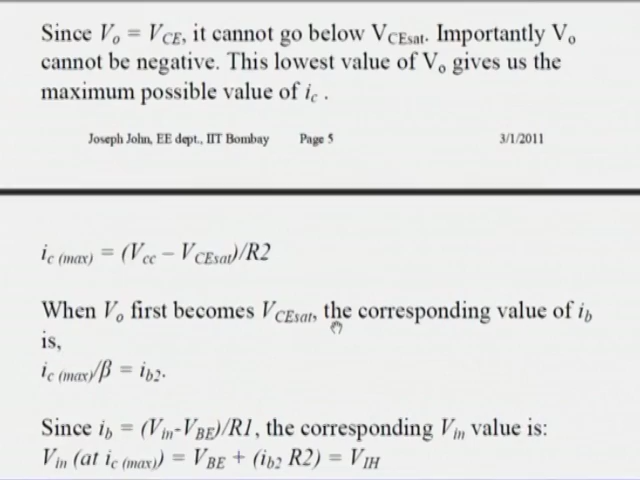 Since Vo = VCE, it cannot go below VCEsat. Importantly Vo
cannot be negative. This lowest value of Vo gives us the
maximum possible value of ic .
Joseph John, EE dept., IIT Bombay Page 5 3/1/2011
ic (max) = (Vcc – VCEsat)/R2
When Vo first becomes VCEsat, the corresponding value of ib
is,
ic (max)/β = ib2.
Since ib = (Vin-VBE)/R1, the corresponding Vin value is:
Vin (at ic (max)) = VBE + (ib2 R2) = VIH